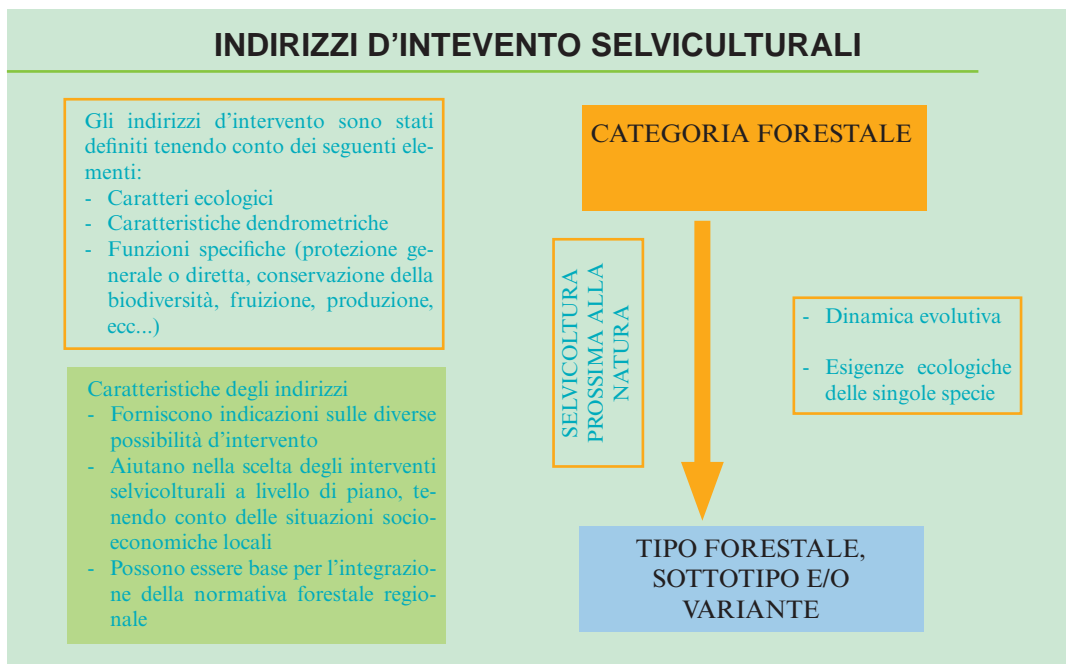 INDIRIZZI D'INTEVENTO SELVICULTURALI
Gli indirizzi d'intervento sono stati
definiti tenendo conto dei seguenti ele-
menti:
- Caratteri ecologici
- Caratteristiche dendrometriche
- Funzioni specifiche (protezione ge-
nerale o diretta, conservazione della
biodiversità, fruizione, produzione,
ecc...)
Caratteristiche degli indirizzi
- Forniscono indicazioni sulle diverse
possibilità d'intervento
- Aiutano nella scelta degli interventi
selvicolturali a livello di piano, te-
nendo conto delle situazioni socio-
economiche locali
- Possono essere base per l'integrazio-
ne della normativa forestale regio-
nale
CATEGORIA FORESTALE
SELVICOLTURA
PROSSIMA ALLA
NATURA
- Dinamica evolutiva
- Esigenze ecologiche
delle singole specie
TIPO FORESTALE,
SOTTOTIPO E/O
VARIANTE